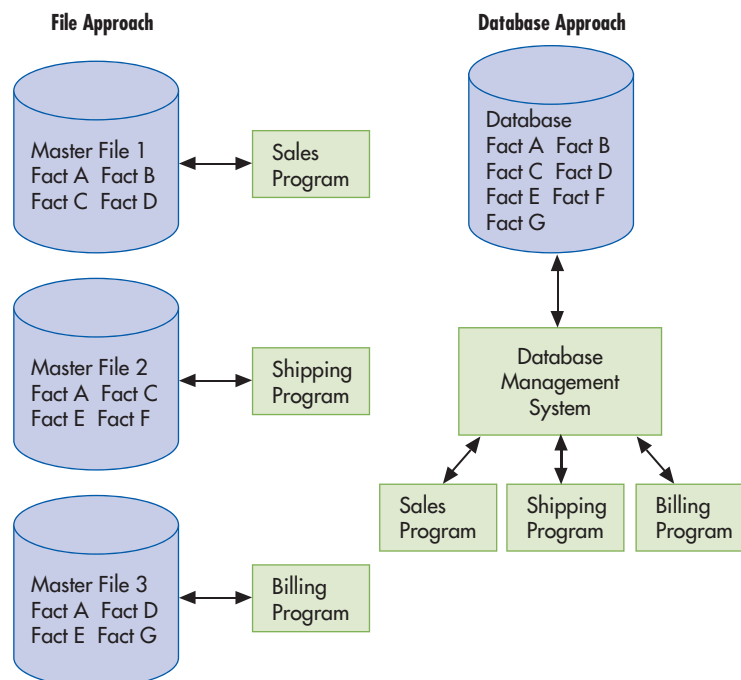 File Approach
Master File 1
Fact A Fact B
Fact C Fact D
Sales
Program
Master File 2
Fact A Fact C
Fact E Fact F
Shipping
Program
Master File 3
Fact A Fact D
Fact E Fact G
Billing
Program
Database Approach
Database
Fact A Fact B
Fact C Fact D
Fact E Fact F
Fact G
Database
Management
System
Sales
Program
Shipping
Program
Billing
Program